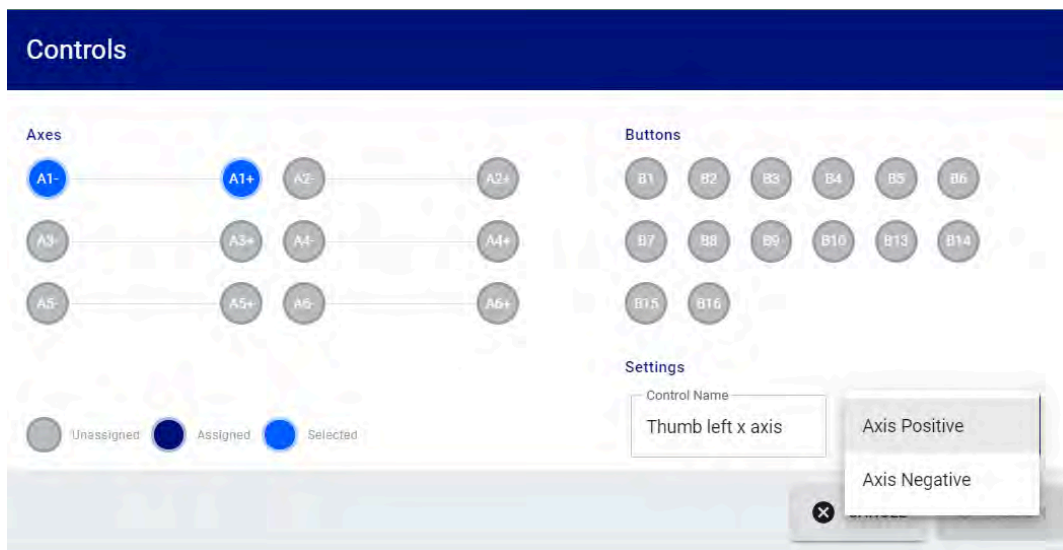 Controls
Axes
A1- A1+ A2- A2+
A3- A3+ A4- A4+
A5- A5+ A6- A6+
Unassigned Assigned Selected
Buttons
B1 B2 B3 B4 B5 B6
B7 B8 B9 B10 B13 B14
B15 B16
Settings
Control Name
Thumb left x axis
Axis Positive
Axis Negative